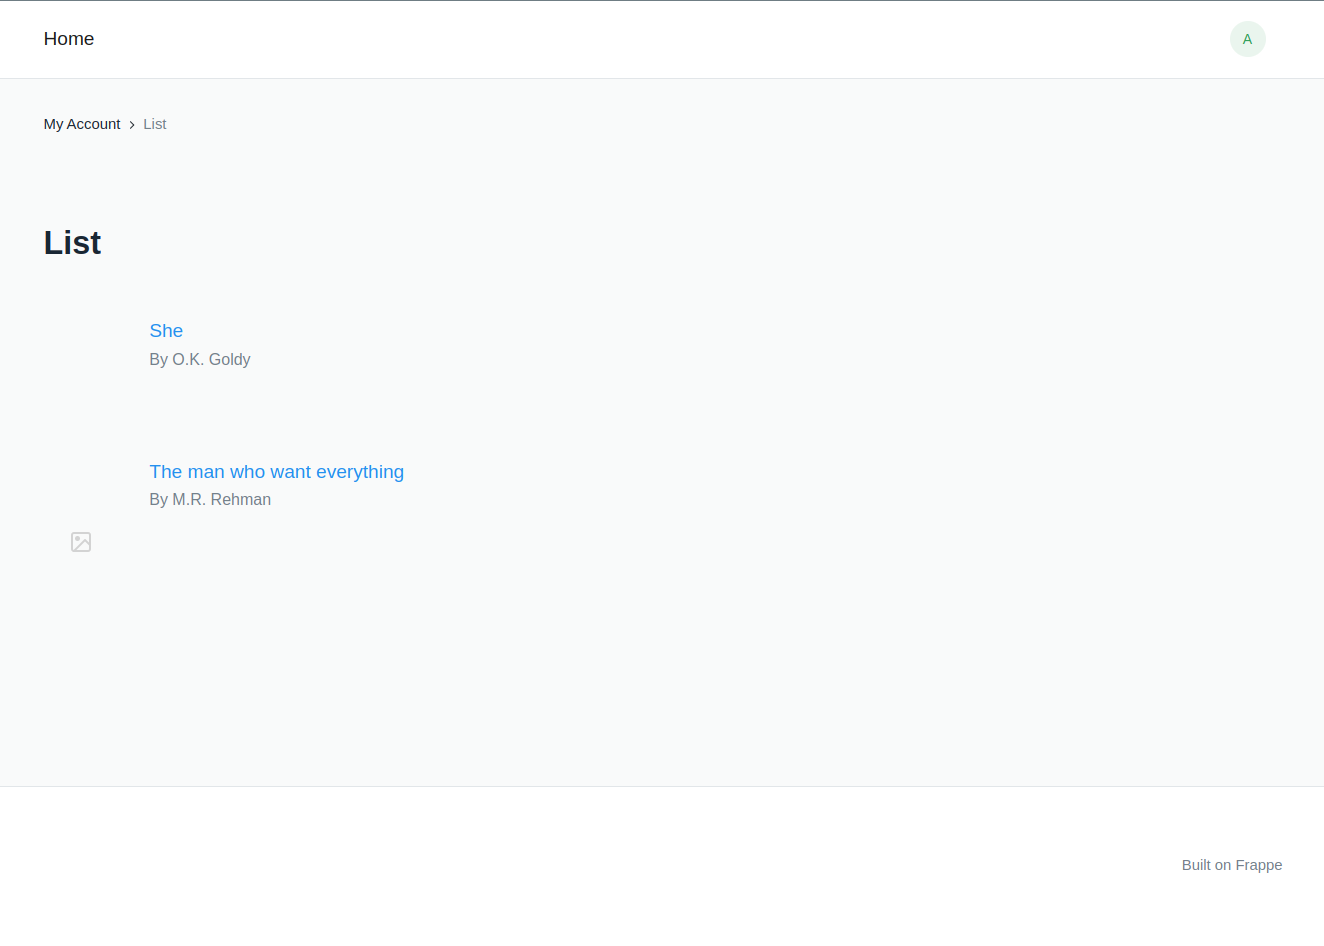 Home
A
My Account > List
List
She
By O.K. Goldy
The man who want everything
By M.R. Rehman
Built on Frappe